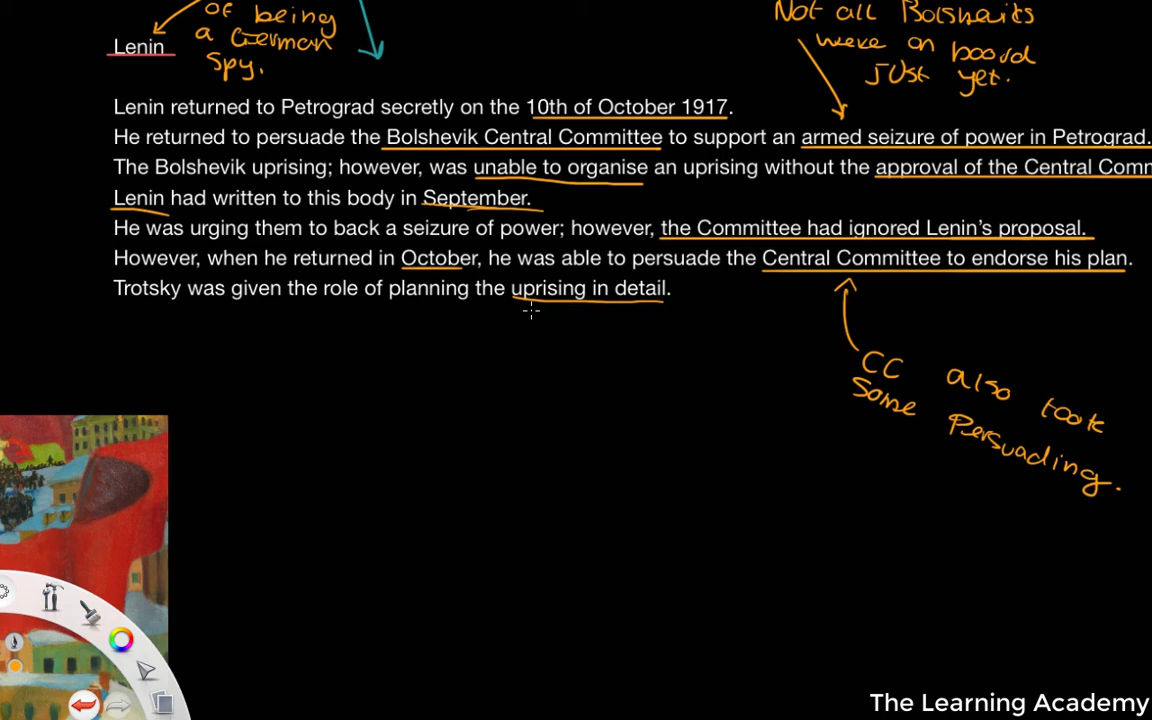 of being
a German
Spy.
Not all Bolsheviks
were on board
Just yet.
Lenin
Lenin returned to Petrograd secretly on the 10th of October 1917.
He returned to persuade the Bolshevik Central Committee to support an armed seizure of power in Petrograd.
The Bolshevik uprising; however, was unable to organise an uprising without the approval of the Central Comm
Lenin had written to this body in September.
He was urging them to back a seizure of power; however, the Committee had ignored Lenin's proposal.
However, when he returned in October, he was able to persuade the Central Committee to endorse his plan.
Trotsky was given the role of planning the uprising in detail.
CC also took
Some Persuading.
The Learning Academy